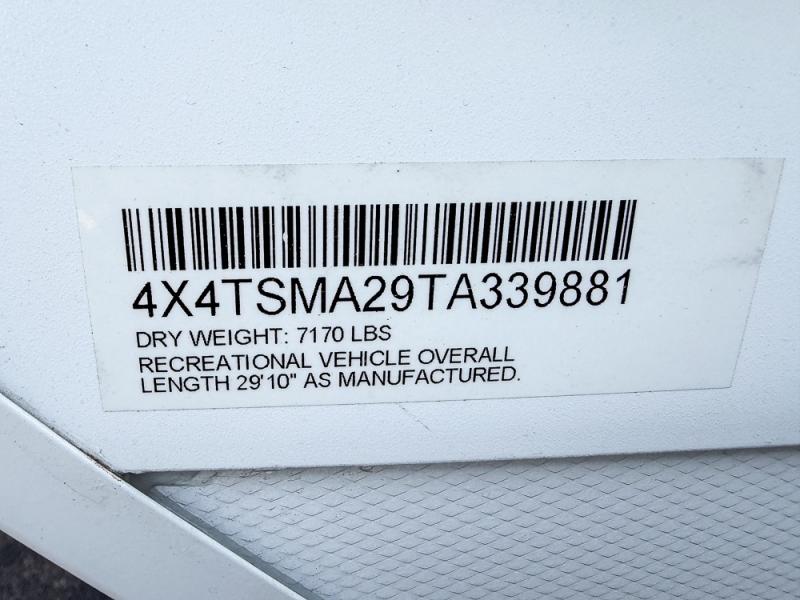 4X4TSMA29TA339881
DRY WEIGHT: 7170 LBS
RECREATIONAL VEHICLE OVERALL
LENGTH 29'10" AS MANUFACTURED.